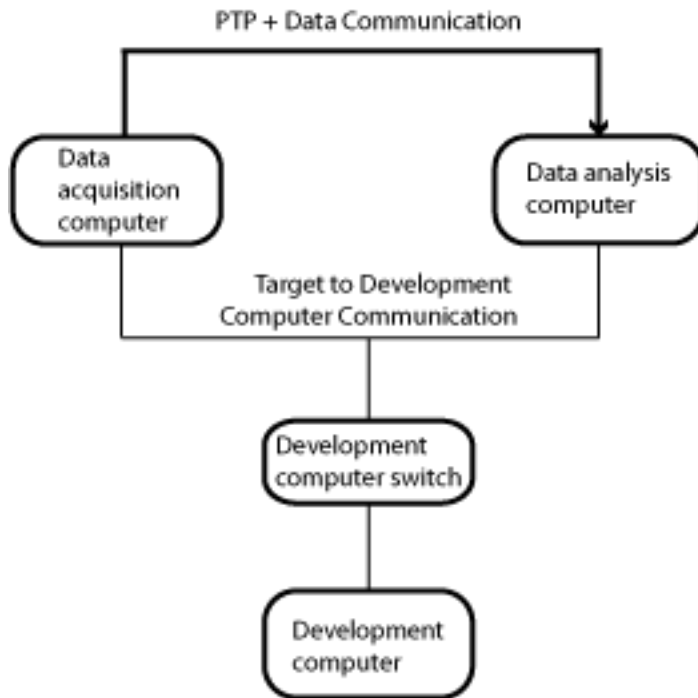 PTP + Data Communication
Data
acquisition
computer
Data analysis
computer
Target to Development
Computer Communication
Development
computer switch
Development
computer